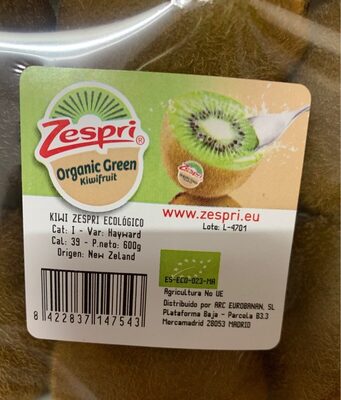 Zespri®
Organic Green
Kiwifruit
www.zespri.eu
Lote: L-4701
KIWI ZESPRI ECOLÓGICO
Cat: I - Var: Hayward
Cal: 39 - P.neto: 600g
Origen: New Zeland
8 422837 147543
ES-ECO-023-MA
Agricultura No UE
Distribuido por ARC EUROBANAN, SL
Plataforma Baja - Parcela B3.3
Mercamadrid 28053 MADRID